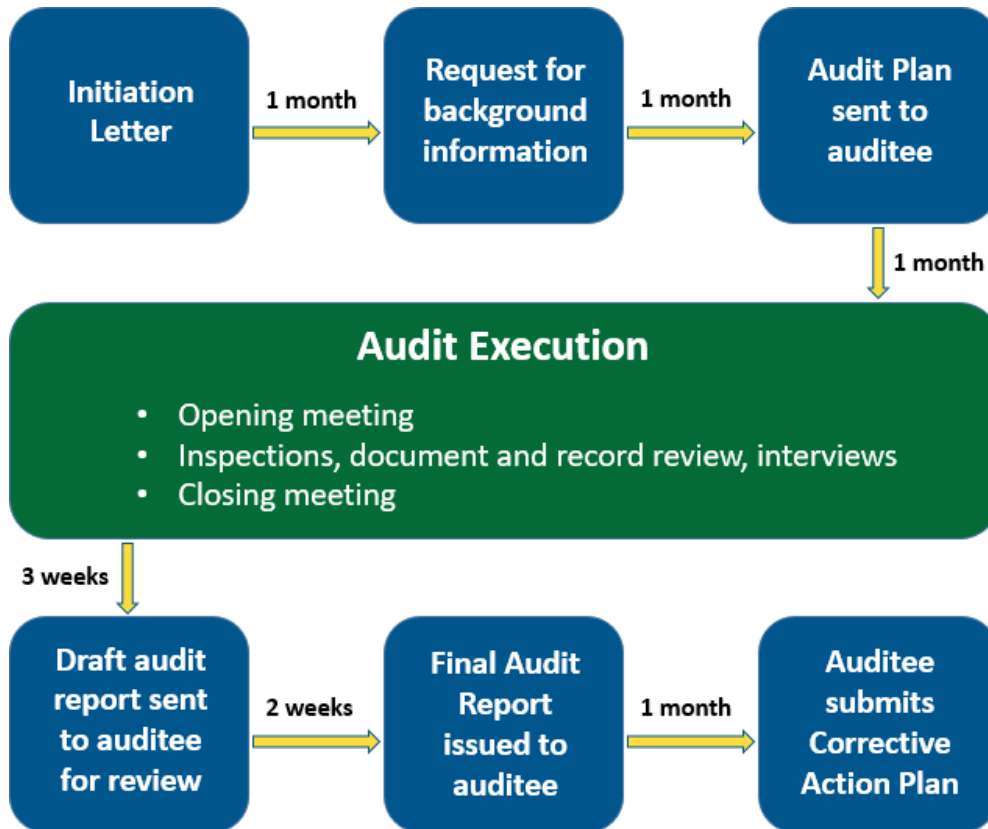 Initiation
Letter
1 month
Request for
background
information
1 month
Audit Plan
sent to
auditee
1 month
Audit Execution
• Opening meeting
• Inspections, document and record review, interviews
• Closing meeting
3 weeks
Draft audit
report sent
to auditee
for review
2 weeks
Final Audit
Report
issued to
auditee
1 month
Auditee
submits
Corrective
Action Plan